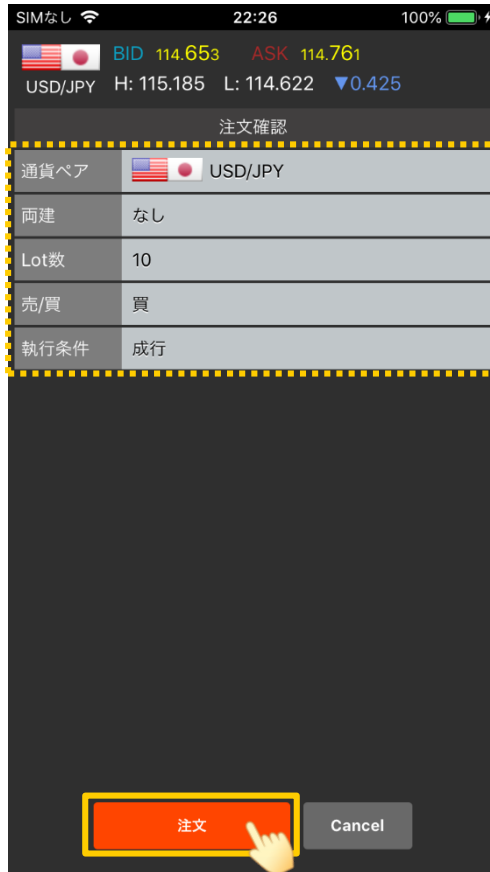 SIMなし 22:26 100%
BID 114.653 ASK 114.761
USD/JPY H: 115.185 L: 114.622 ▼0.425
注文確認
通貨ペア USD/JPY
両建 なし
Lot数 10
売/買 買
執行条件 成行
注文 Cancel